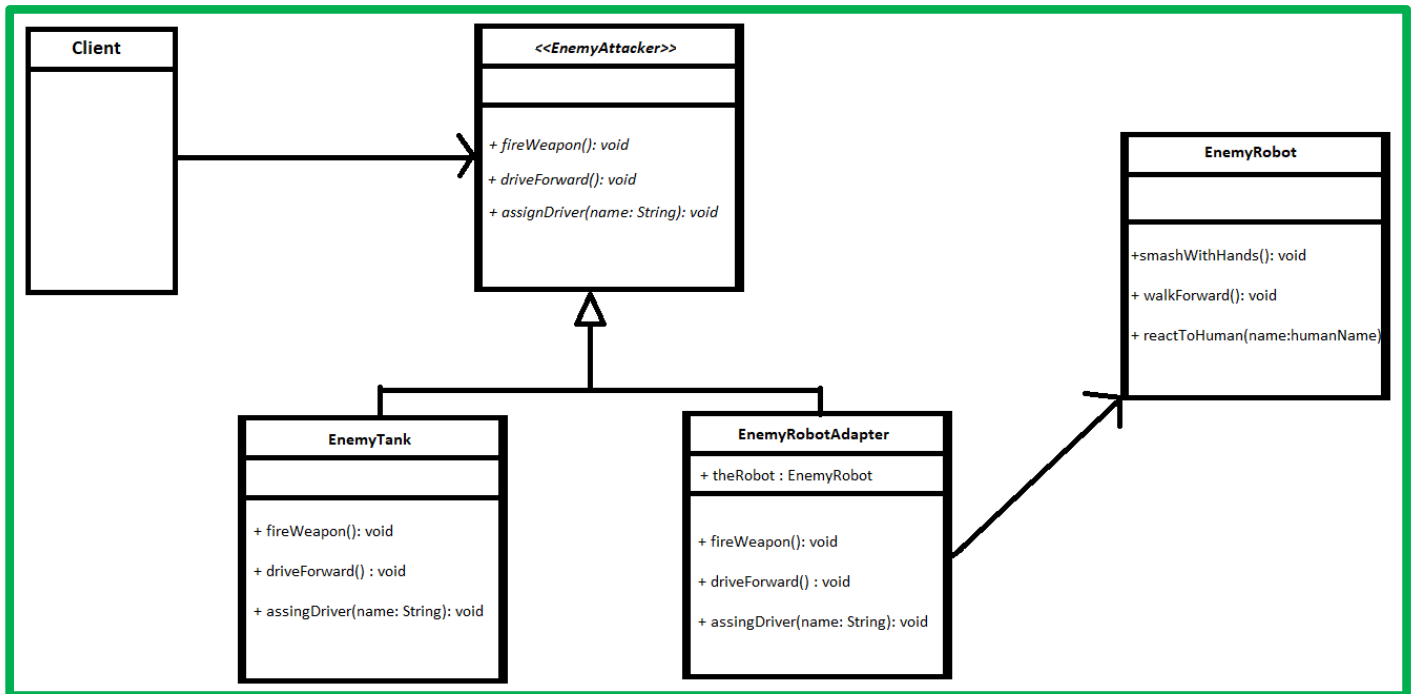 Client
<<EnemyAttacker>>
+ fireWeapon(): void
+ driveForward(): void
+ assignDriver(name: String): void
EnemyRobot
+smashWithHands(): void
+ walkForward(): void
+ reactToHuman(name:humanName)
EnemyTank
+ fireWeapon(): void
+ driveForward() : void
+ assingDriver(name: String): void
EnemyRobotAdapter
+ theRobot : EnemyRobot
+ fireWeapon(): void
+ driveForward() : void
+ assingDriver(name: String): void